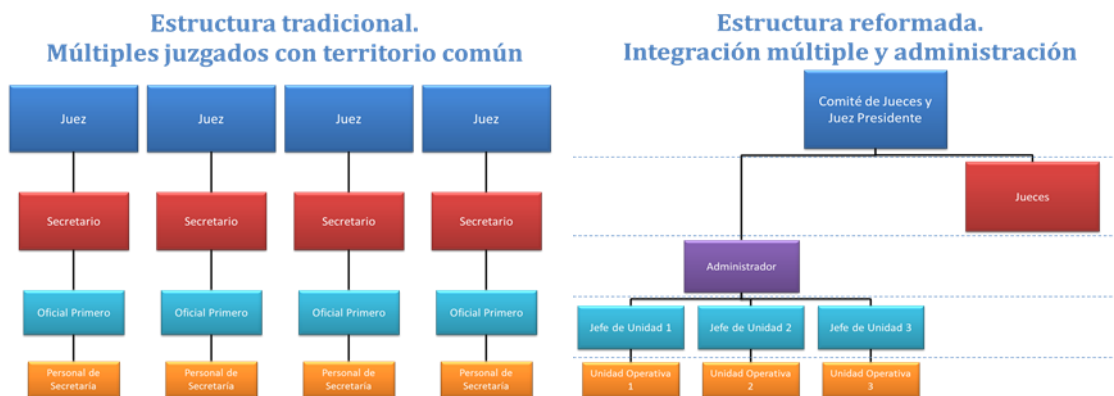 Estructura tradicional.
Múltiples juzgados con territorio común
Juez
Juez
Juez
Juez
Secretario
Secretario
Secretario
Secretario
Oficial Primero
Oficial Primero
Oficial Primero
Oficial Primero
Personal de
Secretaría
Personal de
Secretaría
Personal de
Secretaría
Personal de
Secretaría
Estructura reformada.
Integración múltiple y administración
Comité de Jueces y
Juez Presidente
Jueces
Administrador
Jefe de Unidad 1
Jefe de Unidad 2
Jefe de Unidad 3
Unidad Operativa
1
Unidad Operativa
2
Unidad Operativa
3